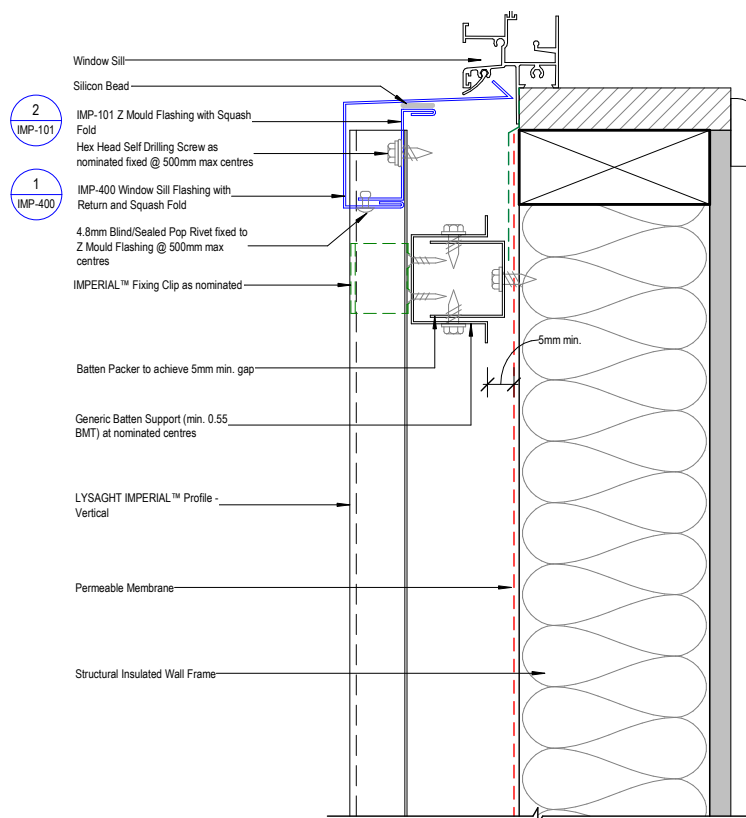 Window Sill
Silicon Bead
2
IMP-101
IMP-101 Z Mould Flashing with Squash
Fold
Hex Head Self Drilling Screw as
nominated fixed @ 500mm max centres
1
IMP-400
IMP-400 Window Sill Flashing with
Return and Squash Fold
4.8mm Blind/Sealed Pop Rivet fixed to
Z Mould Flashing @ 500mm max
centres
IMPERIAL™ Fixing Clip as nominated
5mm min.
Batten Packer to achieve 5mm min. gap
Generic Batten Support (min. 0.55
BMT) at nominated centres
LYSAGHT IMPERIAL™ Profile -
Vertical
Permeable Membrane
Structural Insulated Wall Frame